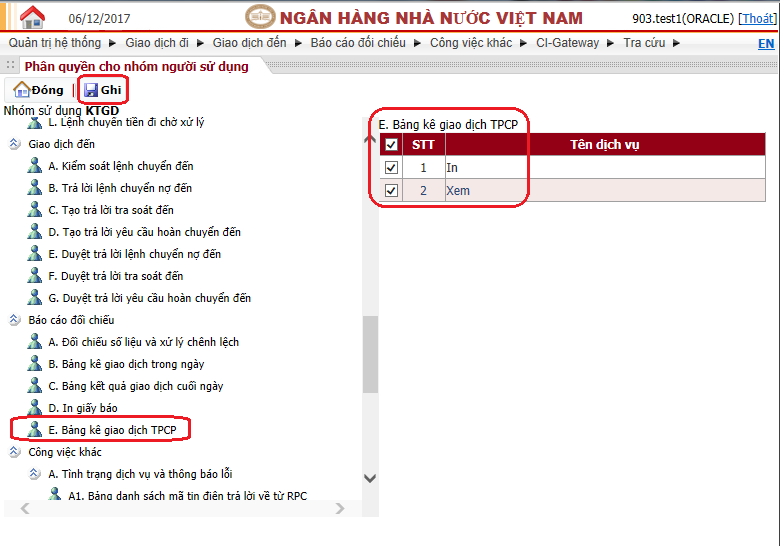 06/12/2017
NGÂN HÀNG NHÀ NƯỚC VIỆT NAM
903.test1(ORACLE) [Thoát]
Quản trị hệ thống Giao dịch đi Giao dịch đến Báo cáo đối chiếu Công việc khác CI-Gateway Tra cứu EN
Phân quyền cho nhóm người sử dụng
Đóng | Ghi
Nhóm sử dụng KTGD
L. Lệnh chuyển tiền đi chờ xử lý
Giao dịch đến
A. Kiểm soát lệnh chuyển đến
B. Trả lời lệnh chuyển nợ đến
C. Tạo trả lời tra soát đến
D. Tạo trả lời yêu cầu hoàn chuyển đến
E. Duyệt trả lời lệnh chuyển nợ đến
F. Duyệt trả lời tra soát đến
G. Duyệt trả lời yêu cầu hoàn chuyển đến
Báo cáo đối chiếu
A. Đối chiếu số liệu và xử lý chênh lệch
B. Bảng kê giao dịch trong ngày
C. Bảng kết quả giao dịch cuối ngày
D. In giấy báo
E. Bảng kê giao dịch TPCP
Công việc khác
A. Tình trạng dịch vụ và thông báo lỗi
A1. Bảng danh sách mã tin điện trả lời về từ RPC
E. Bảng kê giao dịch TPCP
STT Tên dịch vụ
1 In
2 Xem